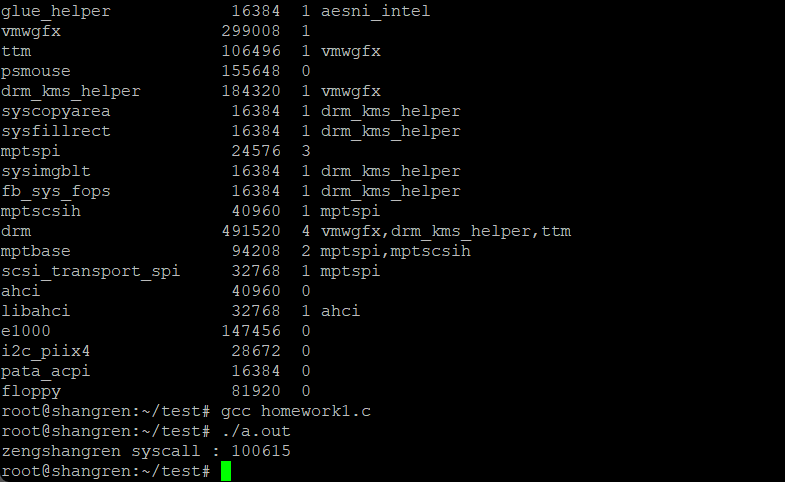 glue_helper 16384 1 aesni_intel
vmwgfx 299008 1
ttm 106496 1 vmwgfx
psmouse 155648 0
drm_kms_helper 184320 1 vmwgfx
syscopyarea 16384 1 drm_kms_helper
sysfillrect 16384 1 drm_kms_helper
mptspi 24576 3
sysimgblt 16384 1 drm_kms_helper
fb_sys_fops 16384 1 drm_kms_helper
mptscsih 40960 1 mptspi
drm 491520 4 vmwgfx,drm_kms_helper,ttm
mptbase 94208 2 mptspi,mptscsih
scsi_transport_spi 32768 1 mptspi
ahci 40960 0
libahci 32768 1 ahci
e1000 147456 0
i2c_piix4 28672 0
pata_acpi 16384 0
floppy 81920 0
root@shangren:~/test# gcc homework1.c
root@shangren:~/test# ./a.out
zengshangren syscall : 100615
root@shangren:~/test#